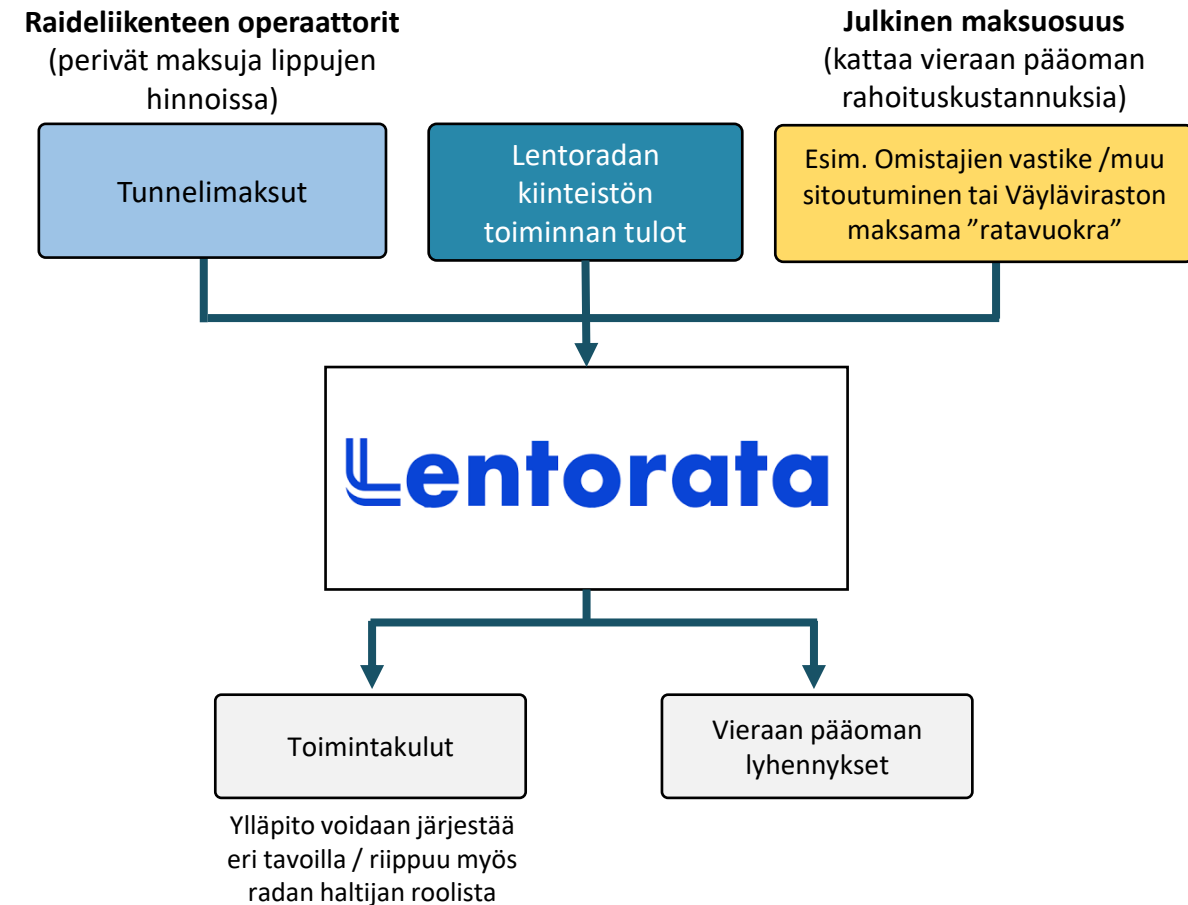 Raideliikenteen operaattorit
(perivät maksuja lippujen
hinnoissa)
Julkinen maksuosuus
(kattaa vieraan pääoman
rahoituskustannuksia)
Tunnelimaksut
Lentoradan
kiinteistön
toiminnan tulot
Esim. Omistajien vastike /muu
sitoutuminen tai Väyläviraston
maksama ”ratavuokra”
Lentorata
Toimintakulut
Vieraan pääoman
lyhennykset
Ylläpito voidaan järjestää
eri tavoilla / riippuu myös
radan haltijan roolista